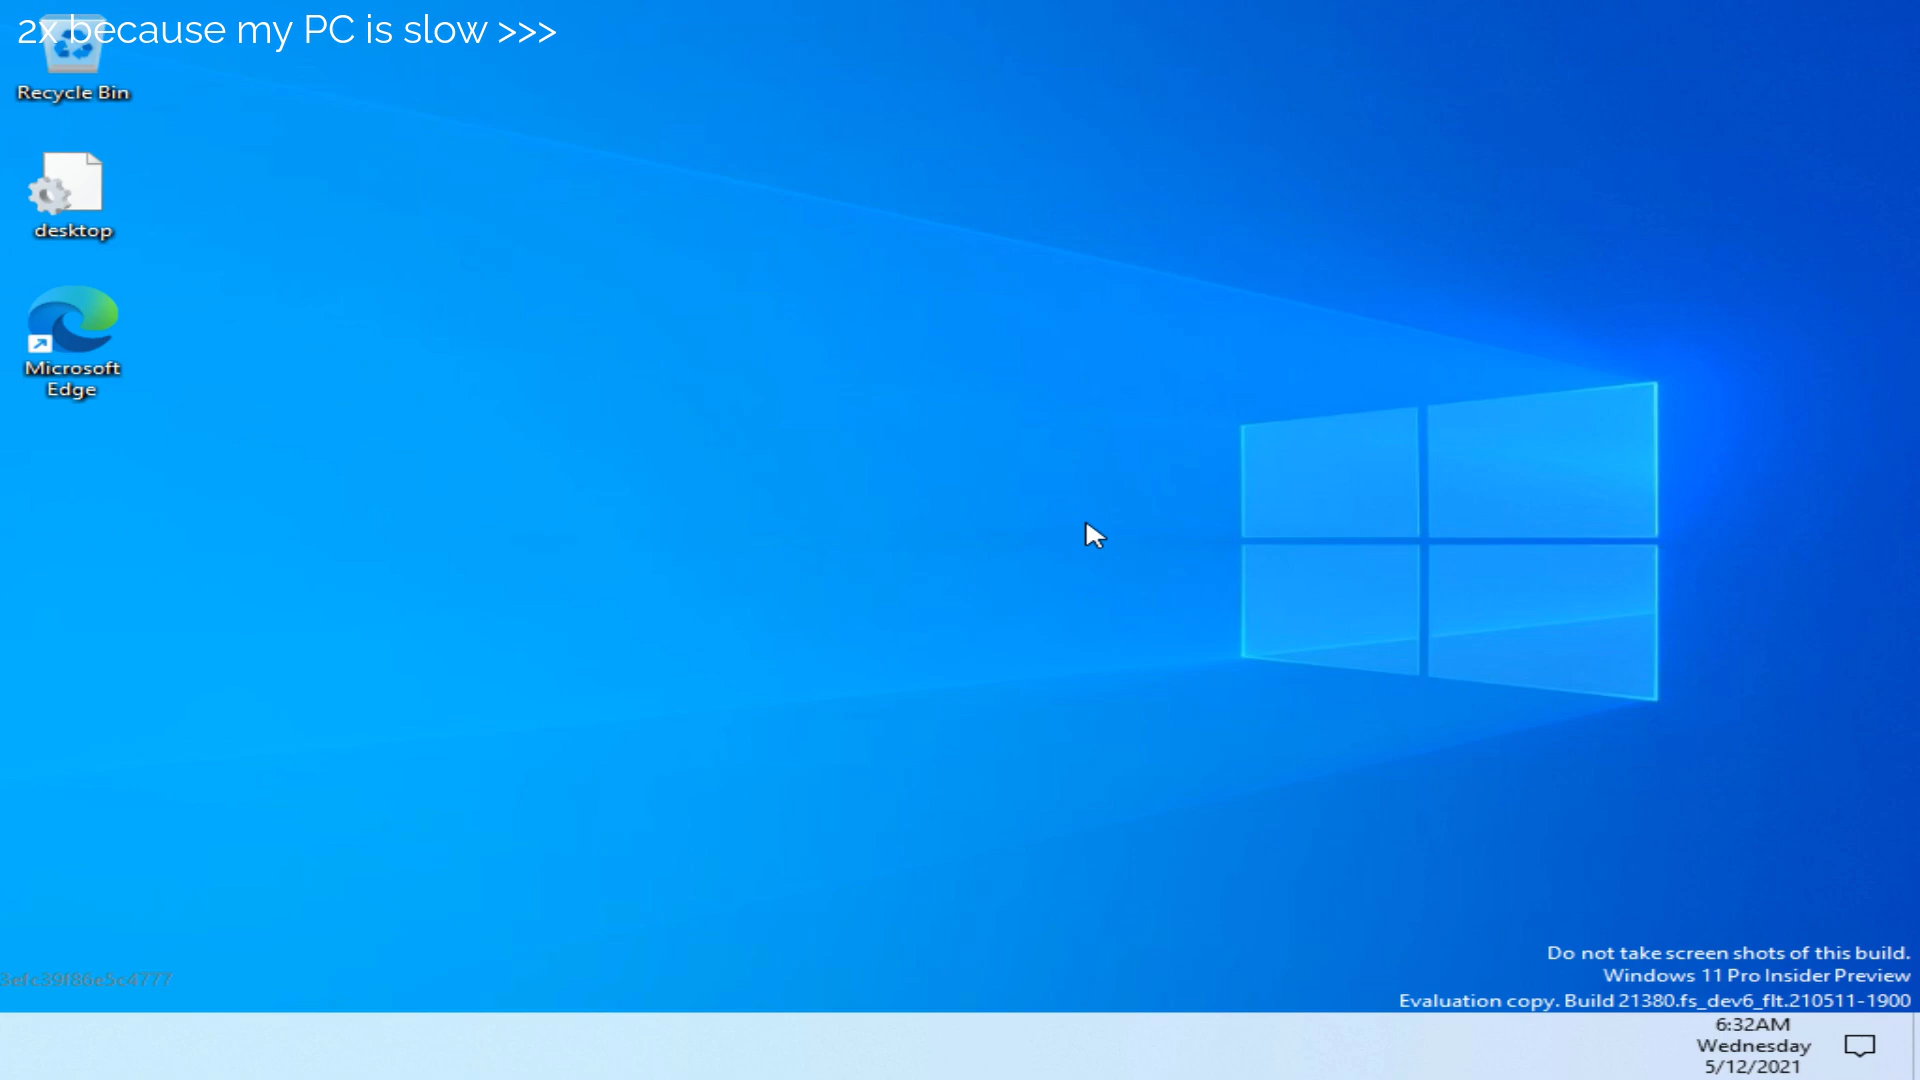 2x because my PC is slow >>>
Recycle Bin
desktop
Microsoft
Edge
3efc39f86e5c4777
Do not take screen shots of this build.
Windows 11 Pro Insider Preview
Evaluation copy. Build 21380.fs_dev6_flt.210511-1900
6:32AM
Wednesday
5/12/2021